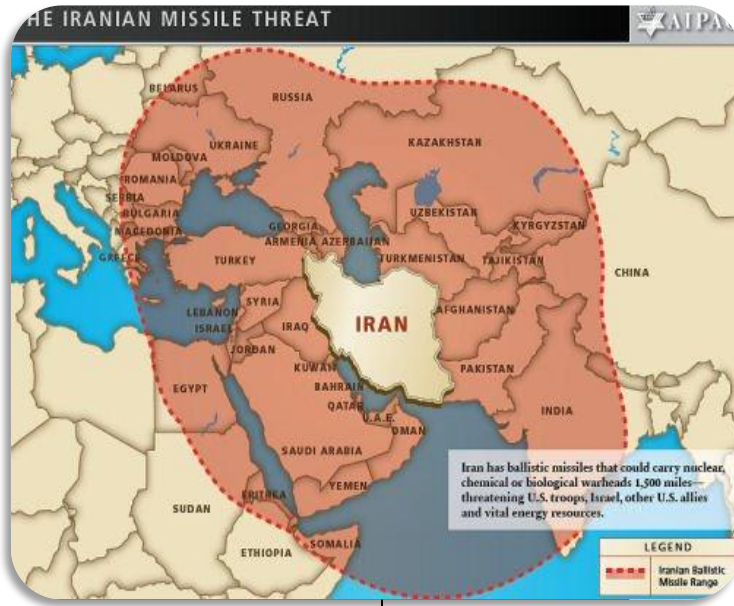 HE IRANIAN MISSILE THREAT
AIPAC
BELARUS
RUSSIA
UKRAINE
KAZAKHSTAN
MOLDOVA
ROMANIA
SERBIA
BULGARIA
UZBEKISTAN
KYRGYZSTAN
GEORGIA
MACEDONIA
ARMENIA AZERBAIJAN
GREECE
TURKEY
TURKMENISTAN
TAJIKISTAN
CHINA
SYRIA
LEBANON
AFGHANISTAN
IRAN
ISRAEL
IRAQ
JORDAN
KUWAIT
PAKISTAN
EGYPT
BAHRAIN
QATAR
U.A.E.
INDIA
OMAN
SAUDI ARABIA
YEMEN
Iran has ballistic missiles that could carry nuclear,
chemical or biological warheads 1,500 miles—
threatening U.S. troops, Israel, other U.S. allies
and vital energy resources.
ERITREA
SUDAN
SOMALIA
ETHIOPIA
LEGEND
Iranian Ballistic
Missile Range